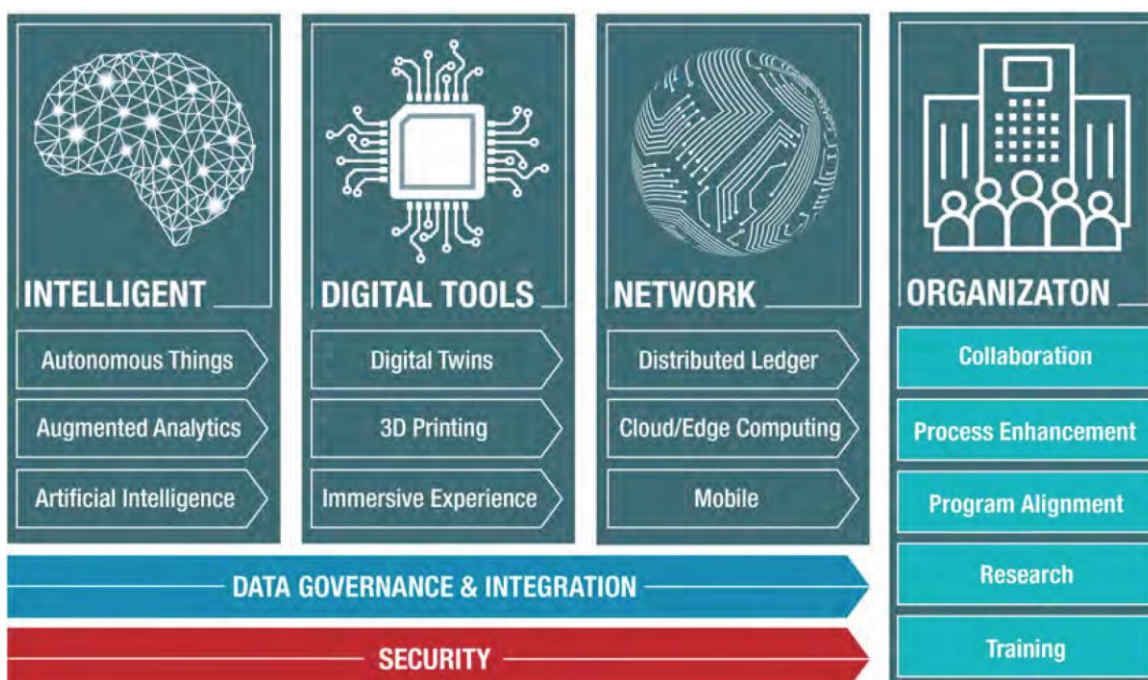 INTELLIGENT
Autonomous Things
Augmented Analytics
Artificial Intelligence
DIGITAL TOOLS
Digital Twins
3D Printing
Immersive Experience
NETWORK
Distributed Ledger
Cloud/Edge Computing
Mobile
ORGANIZATON
Collaboration
Process Enhancement
Program Alignment
Research
Training
DATA GOVERNANCE & INTEGRATION
SECURITY